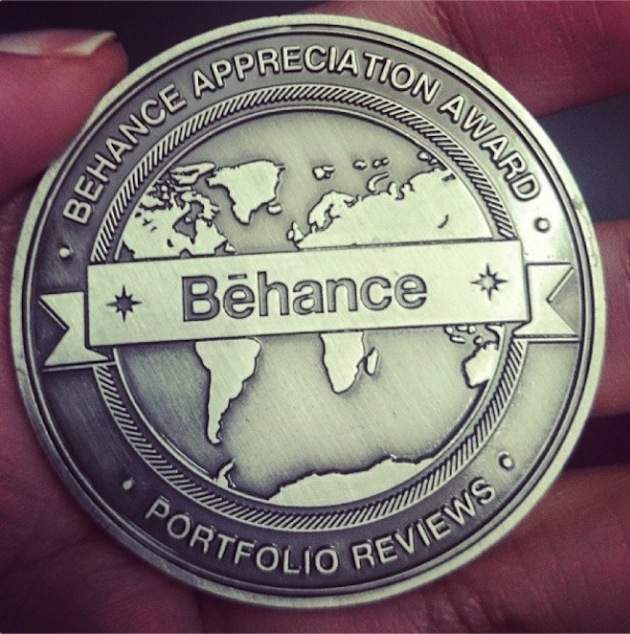 BEHANCE APPRECIATION AWARD
Bēhance
PORTFOLIO REVIEWS